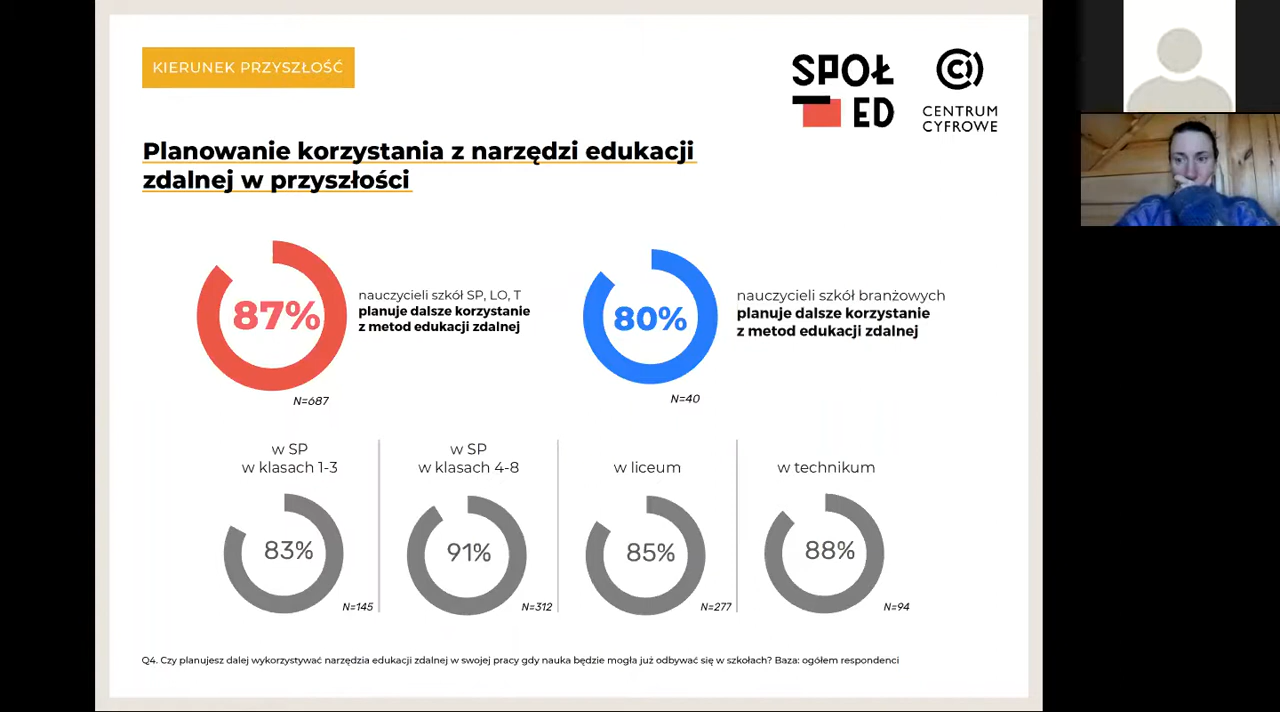 KIERUNEK PRZYSZŁOŚĆ
SPOŁ
ED
CENTRUM
CYFROWE
Planowanie korzystania z narzędzi edukacji
zdalnej w przyszłości
87%
nauczycieli szkół SP, LO, T
planuje dalsze korzystanie
z metod edukacji zdalnej
N=687
80%
nauczycieli szkół branżowych
planuje dalsze korzystanie
z metod edukacji zdalnej
N=40
w SP
w klasach 1-3
83%
N=145
w SP
w klasach 4-8
91%
N=312
w liceum
85%
N=277
w technikum
88%
N=94
Q4. Czy planujesz dalej wykorzystywać narzędzia edukacji zdalnej w swojej pracy gdy nauka będzie mogła już odbywać się w szkołach? Baza: ogółem respondenci